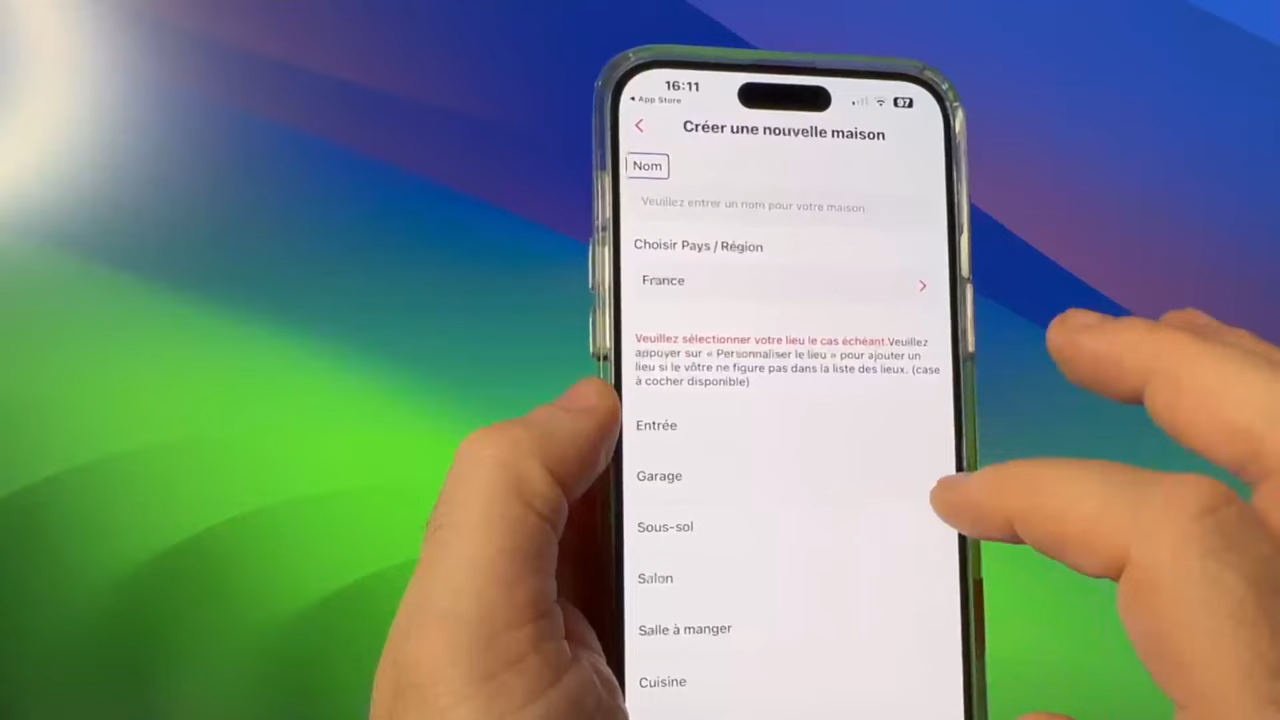 16:11
◂ App Store
97
Créer une nouvelle maison
Nom
Veuillez entrer un nom pour votre maison
Choisir Pays / Région
France
Veuillez sélectionner votre lieu le cas échéant.Veuillez
appuyer sur « Personnaliser le lieu » pour ajouter un
lieu si le vôtre ne figure pas dans la liste des lieux. (case
à cocher disponible)
Entrée
Garage
Sous-sol
Salon
Salle à manger
Cuisine